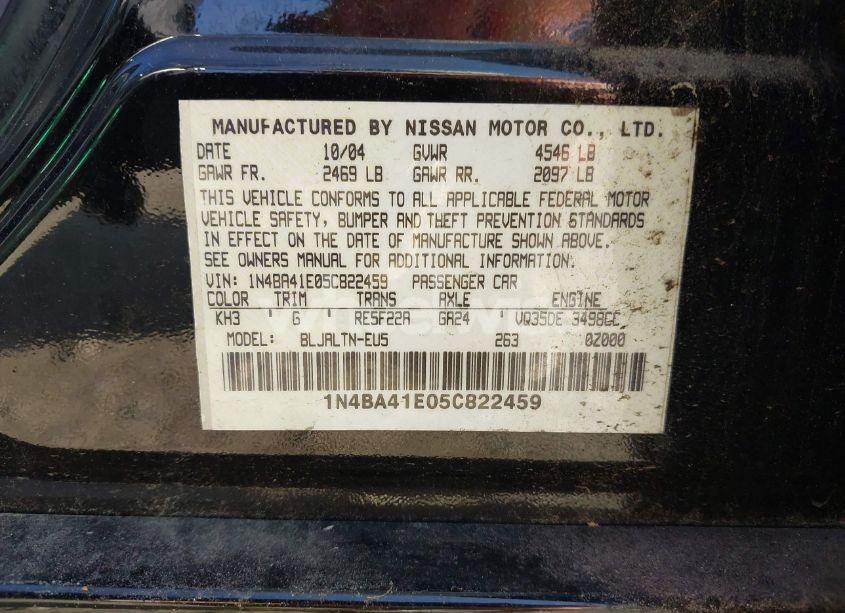 MANUFACTURED BY NISSAN MOTOR CO., LTD.
DATE 10/04 GVWR 4546 LB
GAWR FR. 2469 LB GAWR RR. 2097 LB
THIS VEHICLE CONFORMS TO ALL APPLICABLE FEDERAL MOTOR
VEHICLE SAFETY, BUMPER AND THEFT PREVENTION STANDARDS
IN EFFECT ON THE DATE OF MANUFACTURE SHOWN ABOVE.
SEE OWNERS MANUAL FOR ADDITIONAL INFORMATION.
VIN: 1N4BA41E05C822459 PASSENGER CAR
COLOR TRIM TRANS AXLE ENGINE
KH3 ' G ' RE5F22A GA24 ' VQ35DE 3498CC
MODEL: BLJALTN-EU5 263 0Z000
1N4BA41E05C822459